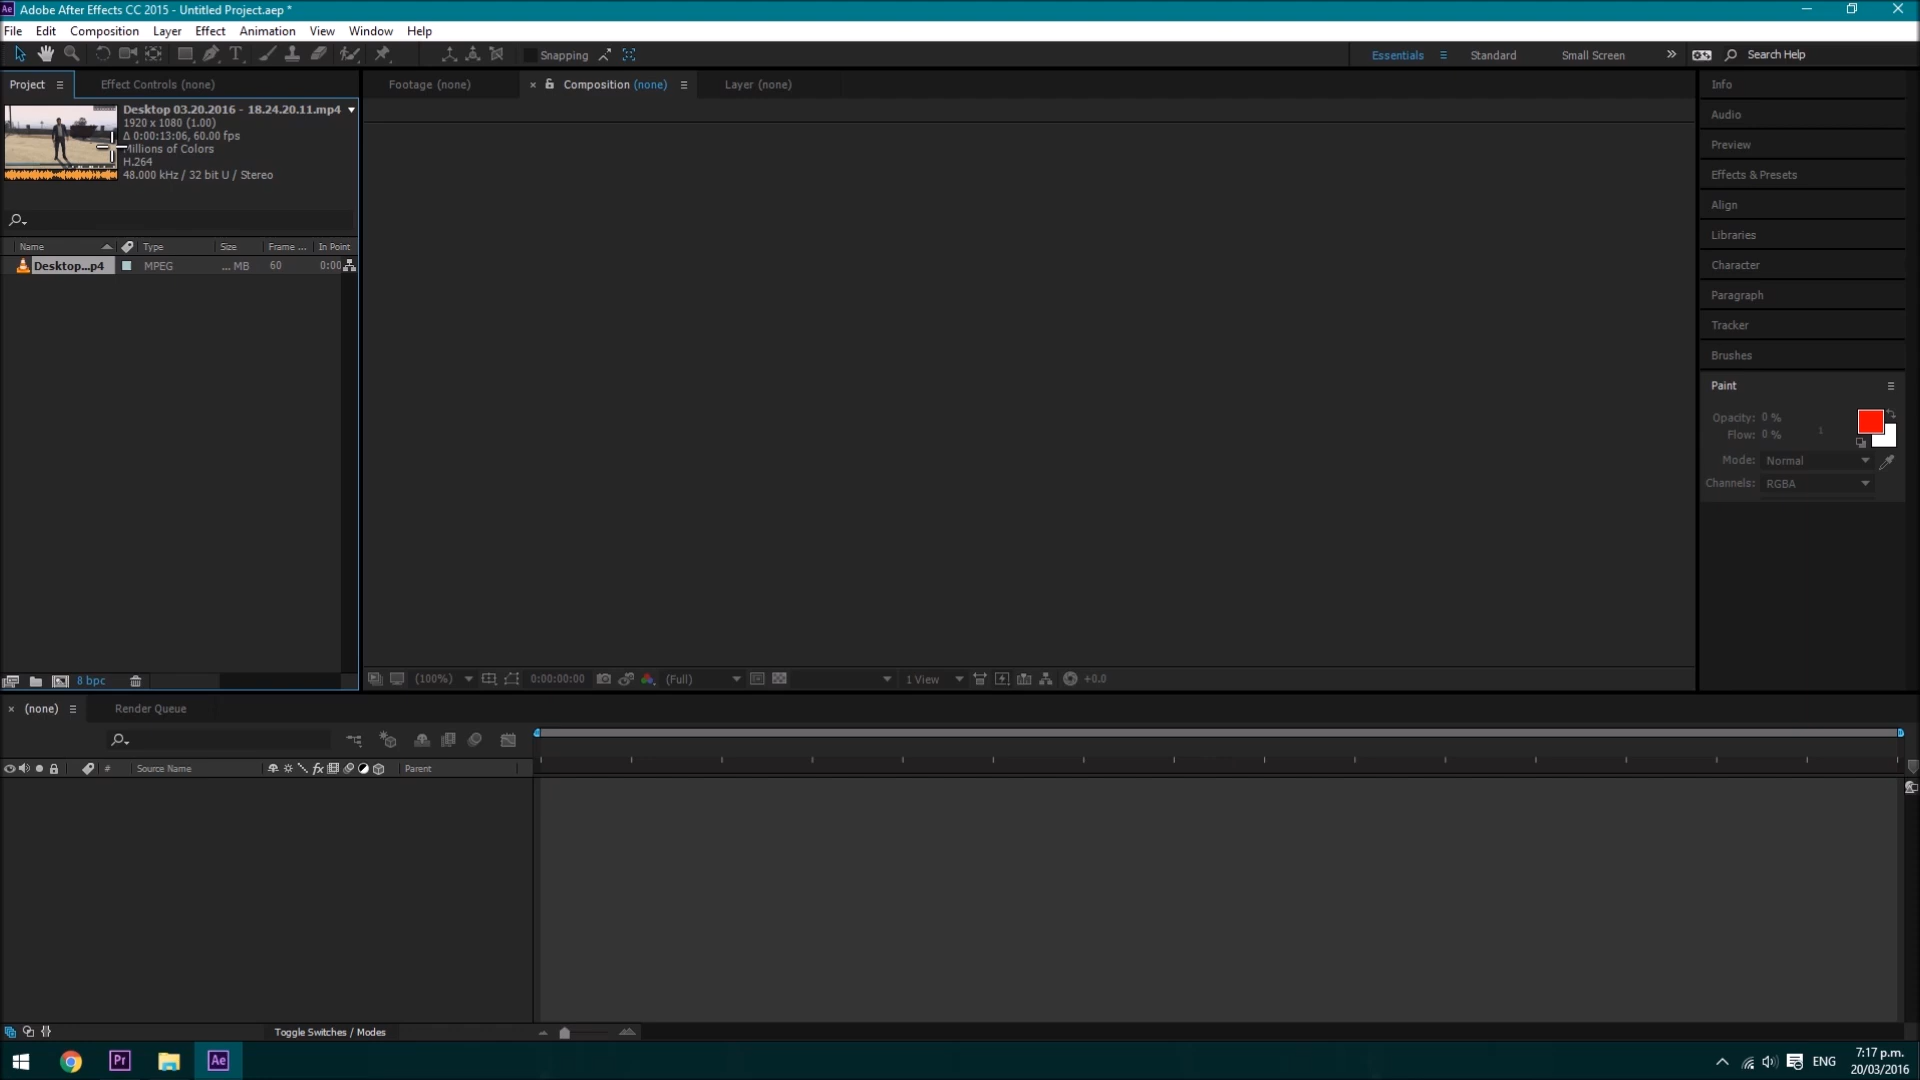 Ae Adobe After Effects CC 2015 - Untitled Project.aep *
File Edit Composition Layer Effect Animation View Window Help
Snapping Essentials Standard Small Screen Search Help
Project Effect Controls (none) Footage (none) Composition (none) Layer (none) Info
Desktop 03.20.2016 - 18.24.20.11.mp4
1920 x 1080 (1.00)
Δ 0:00:13:06, 60.00 fps
Millions of Colors
H.264
48.000 kHz / 32 bit U / Stereo
Name Type Size Frame ... In Point
Desktop...p4 MPEG ... MB 60 0:00
Audio
Preview
Effects & Presets
Align
Libraries
Character
Paragraph
Tracker
Brushes
Paint
Opacity: 0 %
Flow: 0 % 1
Mode: Normal
Channels: RGBA
8 bpc (100%) 0:00:00:00 (Full) 1 View +0.0
(none) Render Queue
# Source Name fx Parent
Toggle Switches / Modes
Pr Ae ENG 7:17 p.m.
20/03/2016